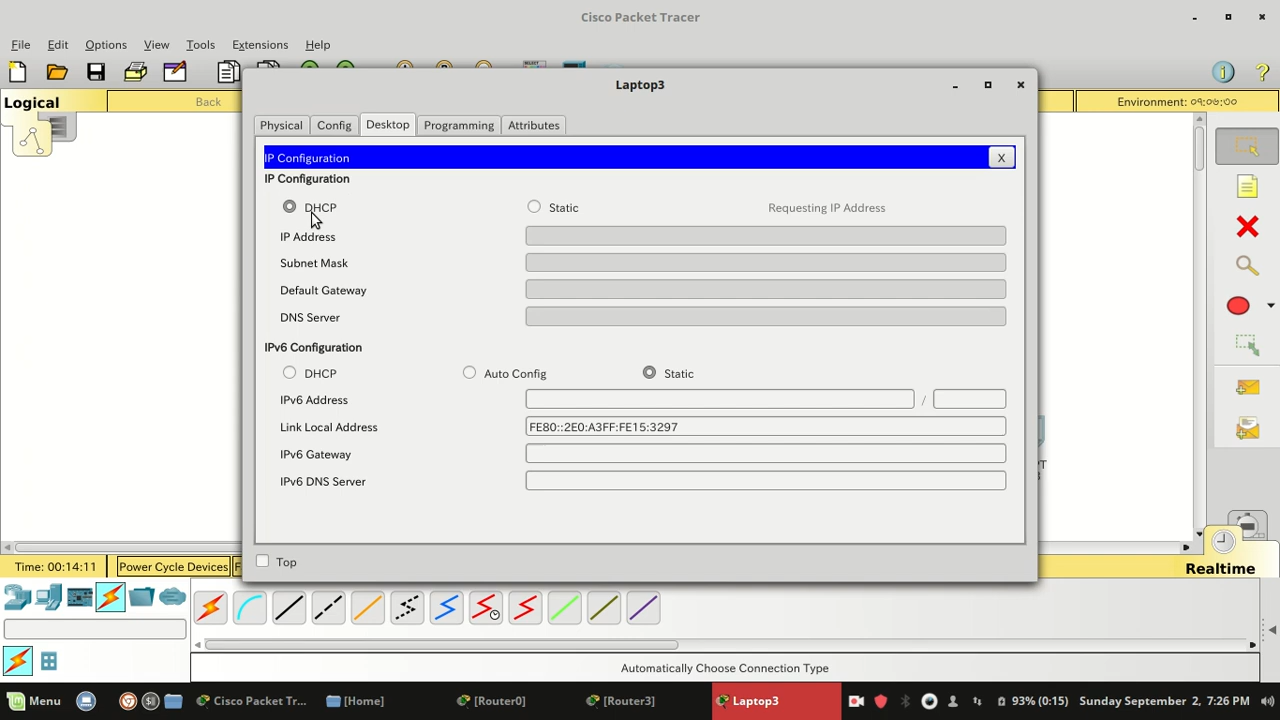 Cisco Packet Tracer
File Edit Options View Tools Extensions Help
Logical
Back
Environment: ०९:०६:३०
Laptop3
Physical Config Desktop Programming Attributes
IP Configuration
X
IP Configuration
DHCP Static Requesting IP Address
IP Address
Subnet Mask
Default Gateway
DNS Server
IPv6 Configuration
DHCP Auto Config Static
IPv6 Address /
Link Local Address FE80::2E0:A3FF:FE15:3297
IPv6 Gateway
IPv6 DNS Server
Top
Time: 00:14:11 Power Cycle Devices
Realtime
Automatically Choose Connection Type
Menu Cisco Packet Tr... [Home] [Router0] [Router3] Laptop3 93% (0:15) Sunday September 2, 7:26 PM